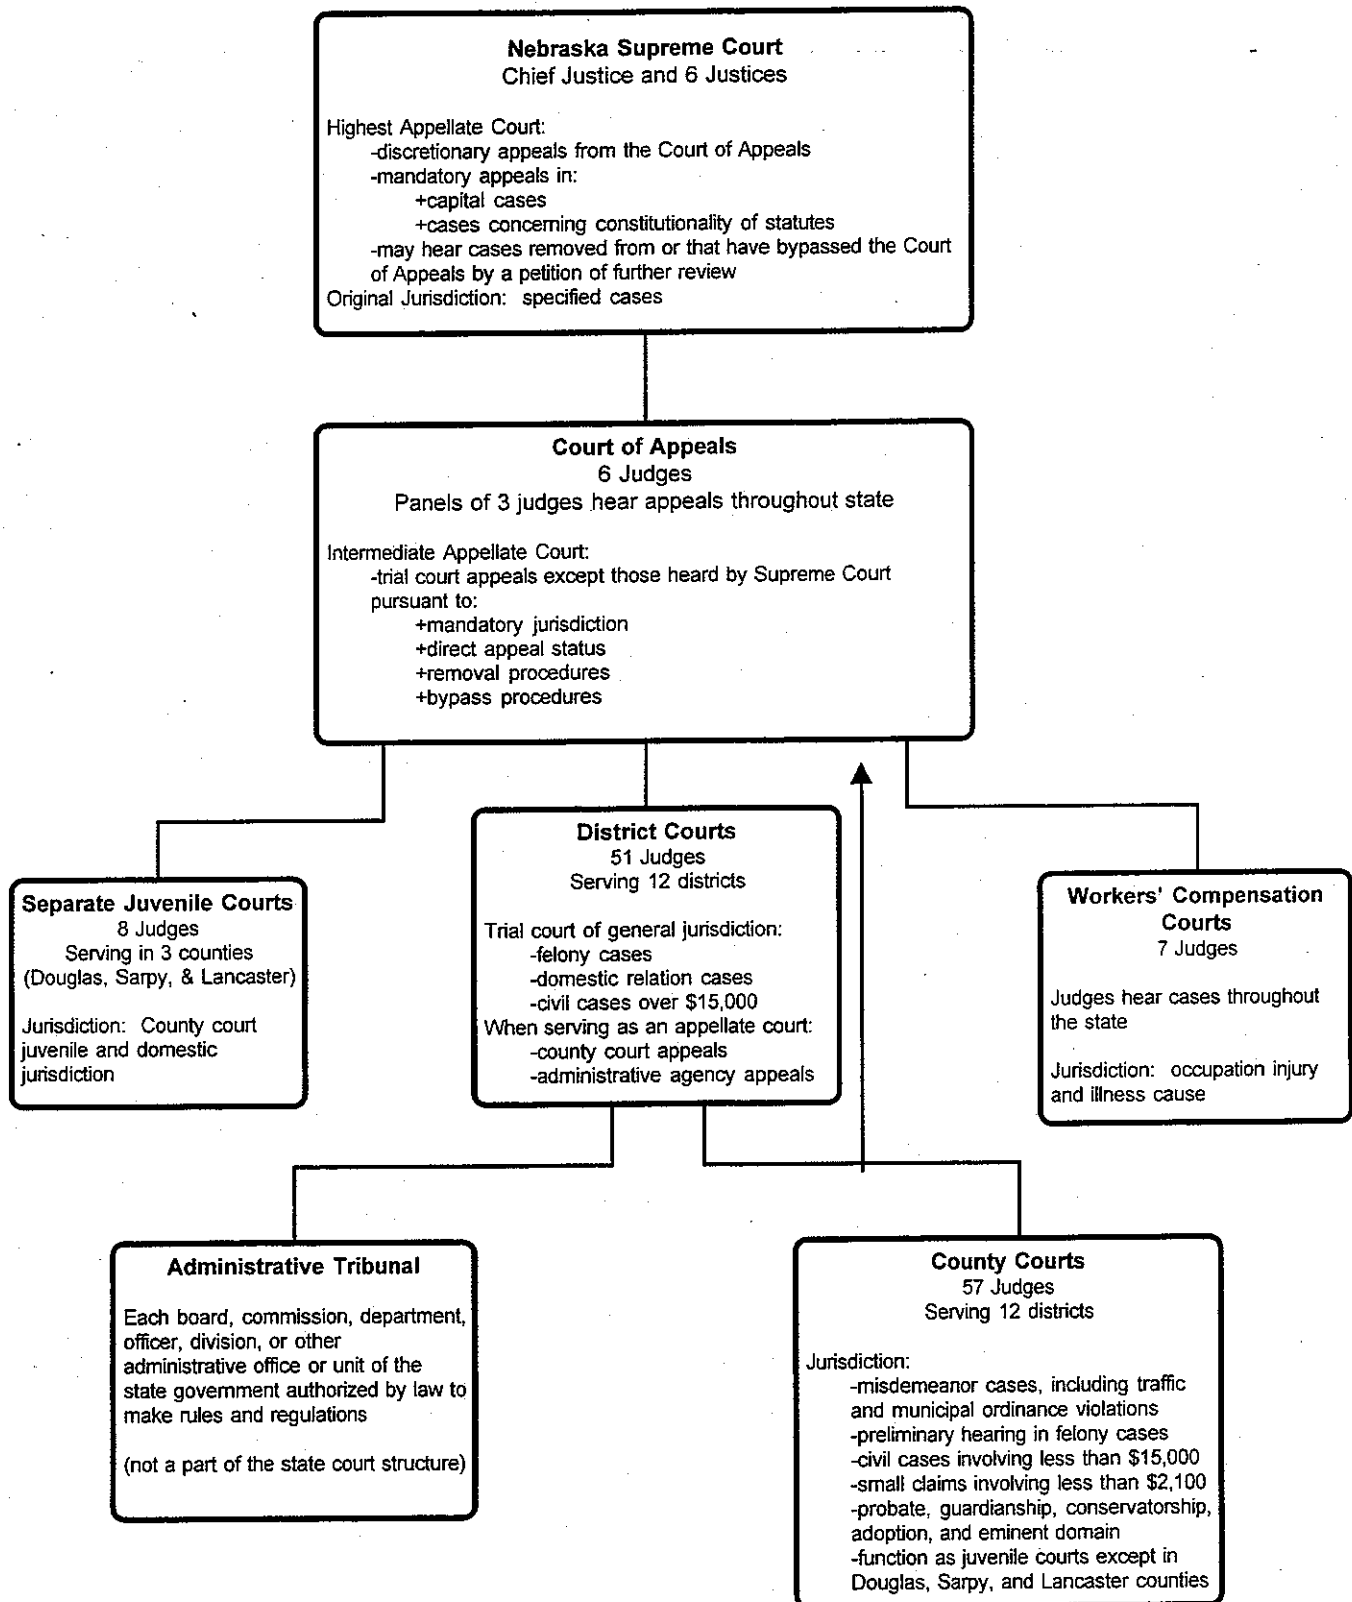 Nebraska Supreme Court
Chief Justice and 6 Justices
Highest Appellate Court:
-discretionary appeals from the Court of Appeals
-mandatory appeals in:
+capital cases
+cases concerning constitutionality of statutes
-may hear cases removed from or that have bypassed the Court
of Appeals by a petition of further review
Original Jurisdiction: specified cases
Court of Appeals
6 Judges
Panels of 3 judges hear appeals throughout state
Intermediate Appellate Court:
-trial court appeals except those heard by Supreme Court
pursuant to:
+mandatory jurisdiction
+direct appeal status
+removal procedures
+bypass procedures
Separate Juvenile Courts
8 Judges
Serving in 3 counties
(Douglas, Sarpy, & Lancaster)
Jurisdiction: County court
juvenile and domestic
jurisdiction
District Courts
51 Judges
Serving 12 districts
Trial court of general jurisdiction:
-felony cases
-domestic relation cases
-civil cases over $15,000
When serving as an appellate court:
-county court appeals
-administrative agency appeals
Workers' Compensation
Courts
7 Judges
Judges hear cases throughout
the state
Jurisdiction: occupation injury
and illness cause
Administrative Tribunal
Each board, commission, department,
officer, division, or other
administrative office or unit of the
state government authorized by law to
make rules and regulations
(not a part of the state court structure)
County Courts
57 Judges
Serving 12 districts
Jurisdiction:
-misdemeanor cases, including traffic
and municipal ordinance violations
-preliminary hearing in felony cases
-civil cases involving less than $15,000
-small claims involving less than $2,100
-probate, guardianship, conservatorship,
adoption, and eminent domain
-function as juvenile courts except in
Douglas, Sarpy, and Lancaster counties